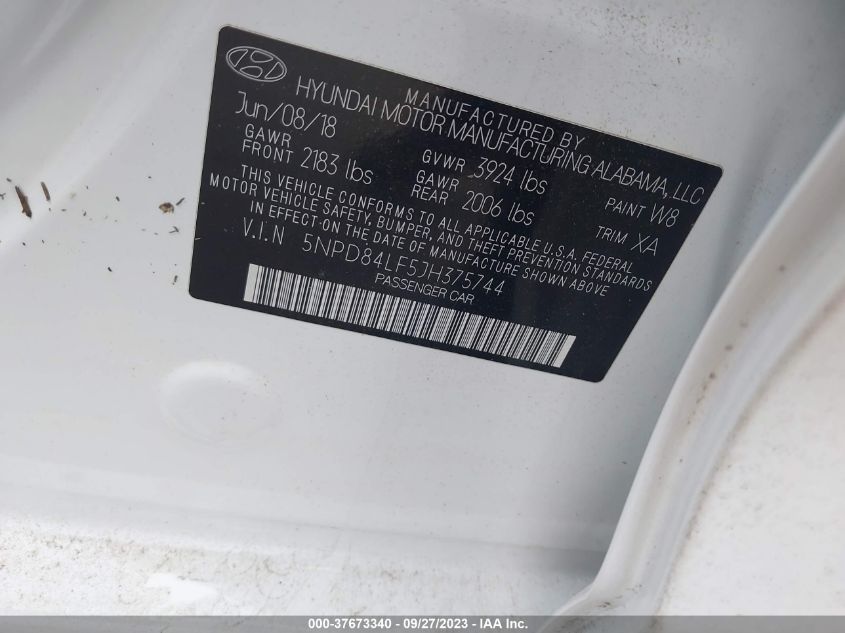 MANUFACTURED BY
HYUNDAI MOTOR MANUFACTURING ALABAMA, LLC
Jun/08/18
GAWR FRONT 2183 lbs
GVWR 3924 lbs
GAWR REAR 2006 lbs
PAINT W8
TRIM XA
THIS VEHICLE CONFORMS TO ALL APPLICABLE U.S.A. FEDERAL
MOTOR VEHICLE SAFETY, BUMPER, AND THEFT PREVENTION STANDARDS
IN EFFECT ON THE DATE OF MANUFACTURE SHOWN ABOVE
V.I.N 5NPD84LF5JH375744
PASSENGER CAR
000-37673340 - 09/27/2023 - IAA Inc.